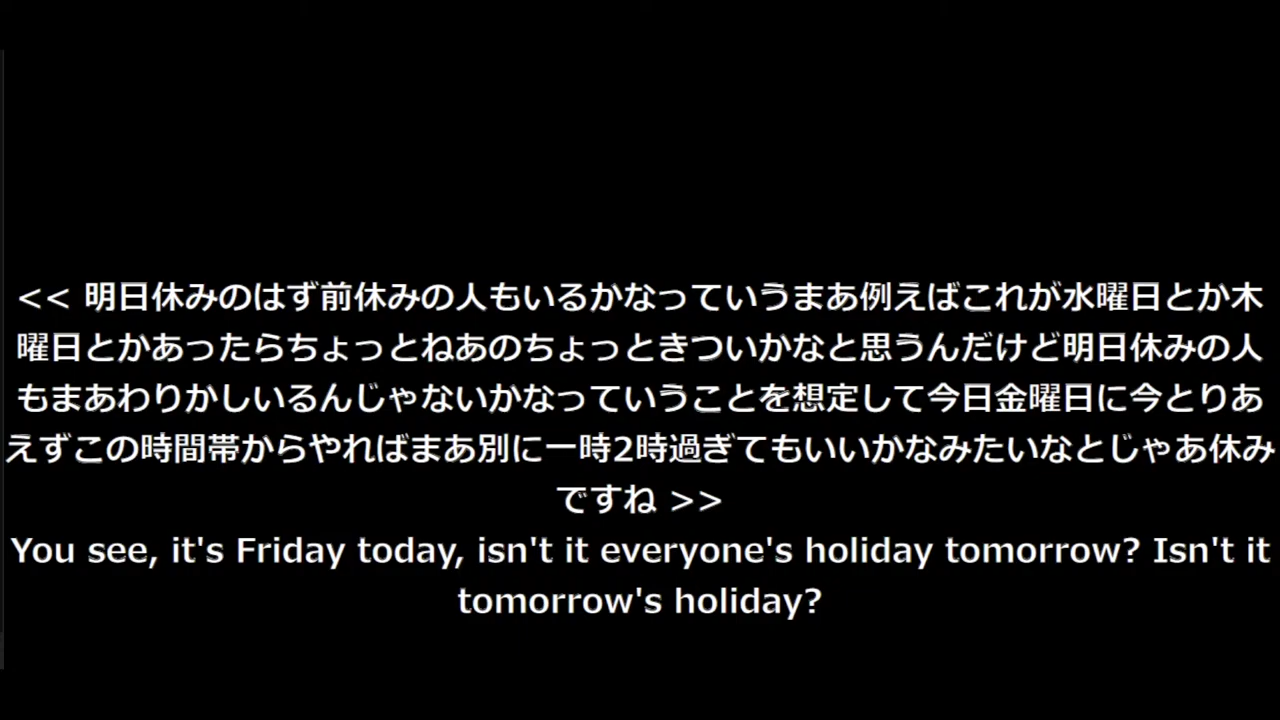 << 明日休みのはず前休みの人もいるかなっていうまあ例えばこれが水曜日とか木
曜日とかあったらちょっとねあのちょっときついかなと思うんだけど明日休みの人
もまあわりかしいるんじゃないかなっていうことを想定して今日金曜日に今とりあ
えずこの時間帯からやればまあ別に一時2時過ぎてもいいかなみたいなとじゃあ休み
ですね >>
You see, it's Friday today, isn't it everyone's holiday tomorrow? Isn't it
tomorrow's holiday?